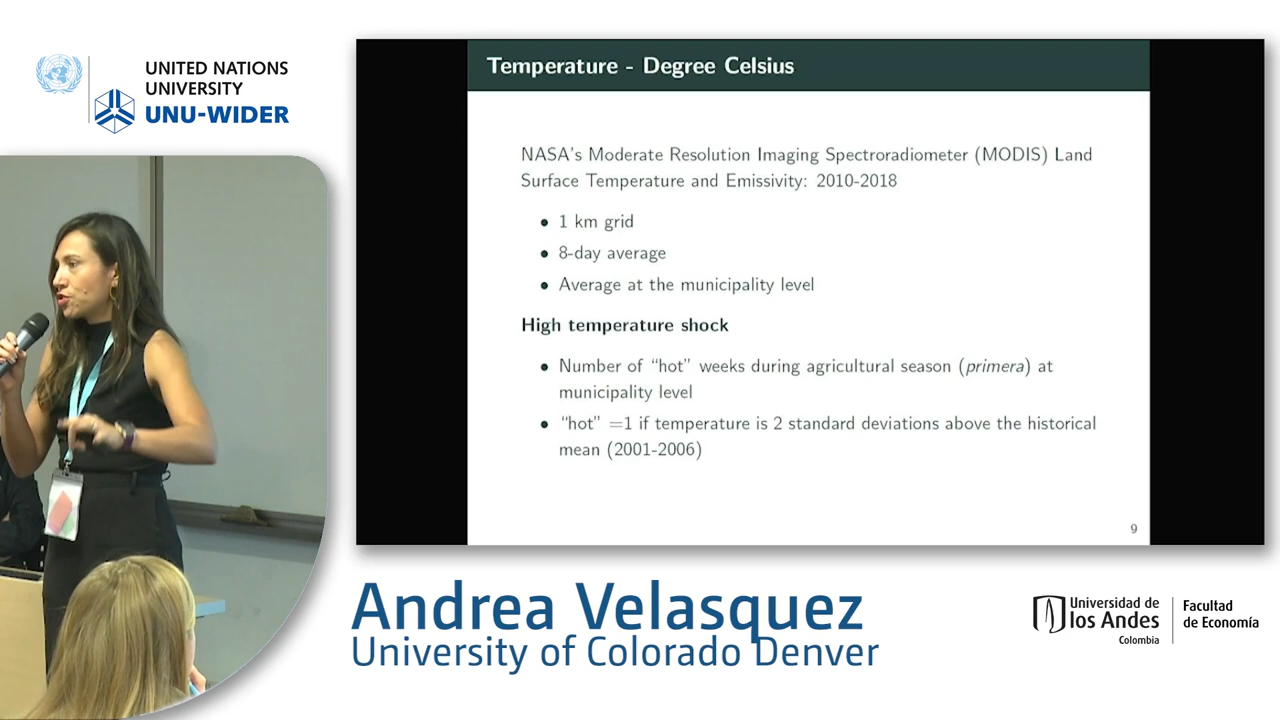 UNITED NATIONS
UNIVERSITY
UNU-WIDER
Temperature - Degree Celsius
NASA's Moderate Resolution Imaging Spectroradiometer (MODIS) Land
Surface Temperature and Emissivity: 2010-2018
• 1 km grid
• 8-day average
• Average at the municipality level
High temperature shock
• Number of “hot” weeks during agricultural season (primera) at
municipality level
• “hot” =1 if temperature is 2 standard deviations above the historical
mean (2001-2006)
9
Andrea Velasquez
University of Colorado Denver
Universidad de
los Andes
Colombia
Facultad
de Economía